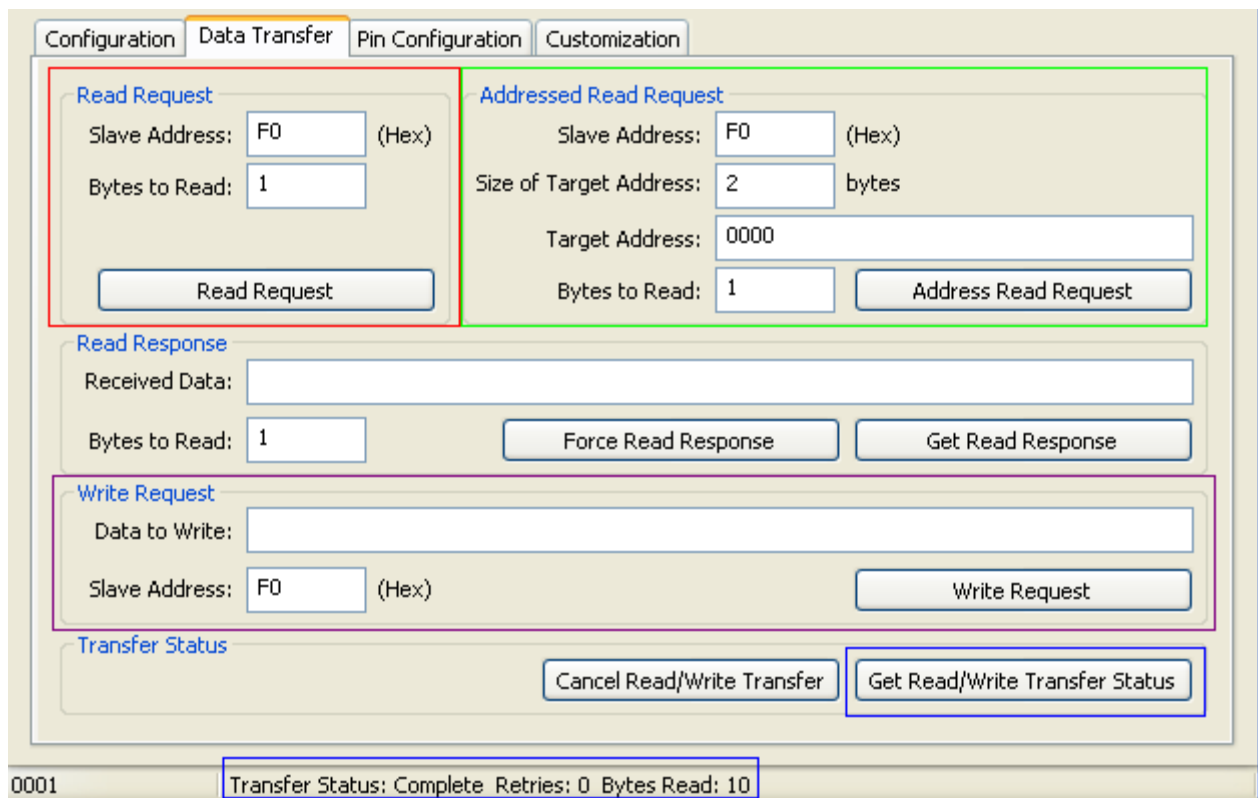 Configuration Data Transfer Pin Configuration Customization
Read Request
Slave Address: F0 (Hex)
Bytes to Read: 1
Read Request
Addressed Read Request
Slave Address: F0 (Hex)
Size of Target Address: 2 bytes
Target Address: 0000
Bytes to Read: 1 Address Read Request
Read Response
Received Data:
Bytes to Read: 1 Force Read Response Get Read Response
Write Request
Data to Write:
Slave Address: F0 (Hex) Write Request
Transfer Status
Cancel Read/Write Transfer Get Read/Write Transfer Status
0001 Transfer Status: Complete Retries: 0 Bytes Read: 10